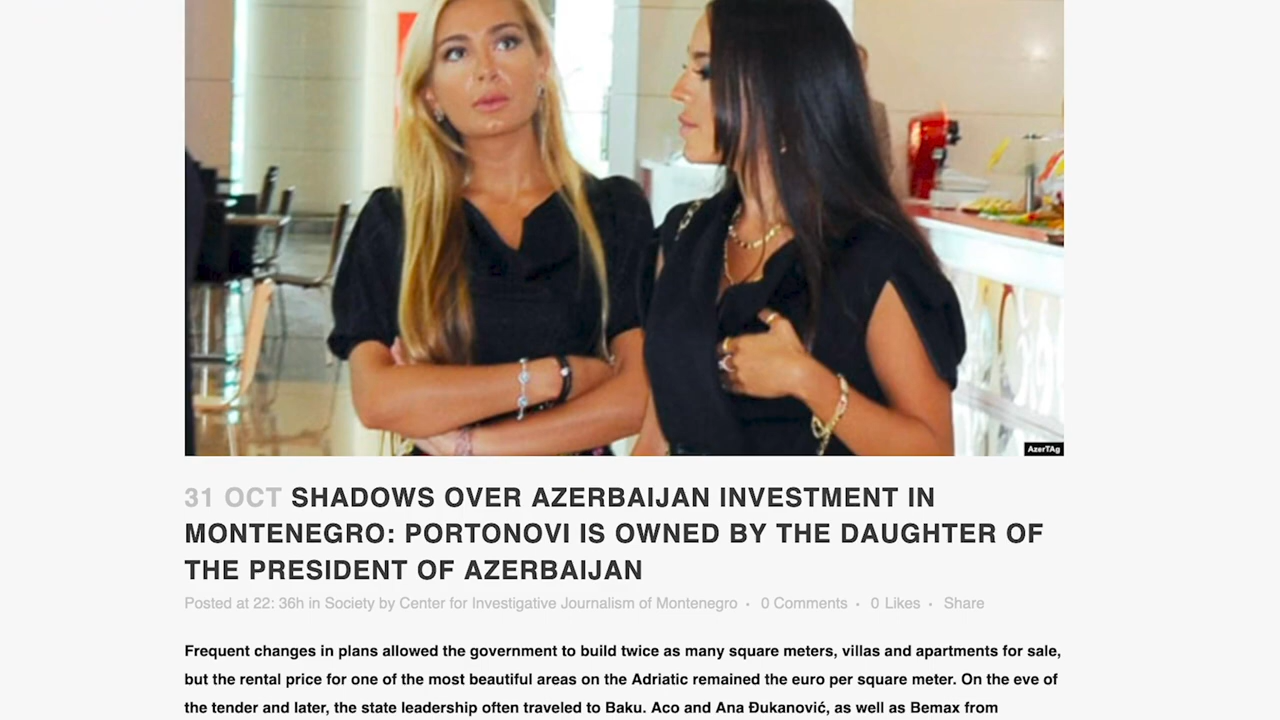 AzerTAg
31 OCT SHADOWS OVER AZERBAIJAN INVESTMENT IN
MONTENEGRO: PORTONOVI IS OWNED BY THE DAUGHTER OF
THE PRESIDENT OF AZERBAIJAN
Posted at 22: 36h in Society by Center for Investigative Journalism of Montenegro • 0 Comments • 0 Likes • Share
Frequent changes in plans allowed the government to build twice as many square meters, villas and apartments for sale,
but the rental price for one of the most beautiful areas on the Adriatic remained the euro per square meter. On the eve of
the tender and later, the state leadership often traveled to Baku. Aco and Ana Đukanović, as well as Bemax from